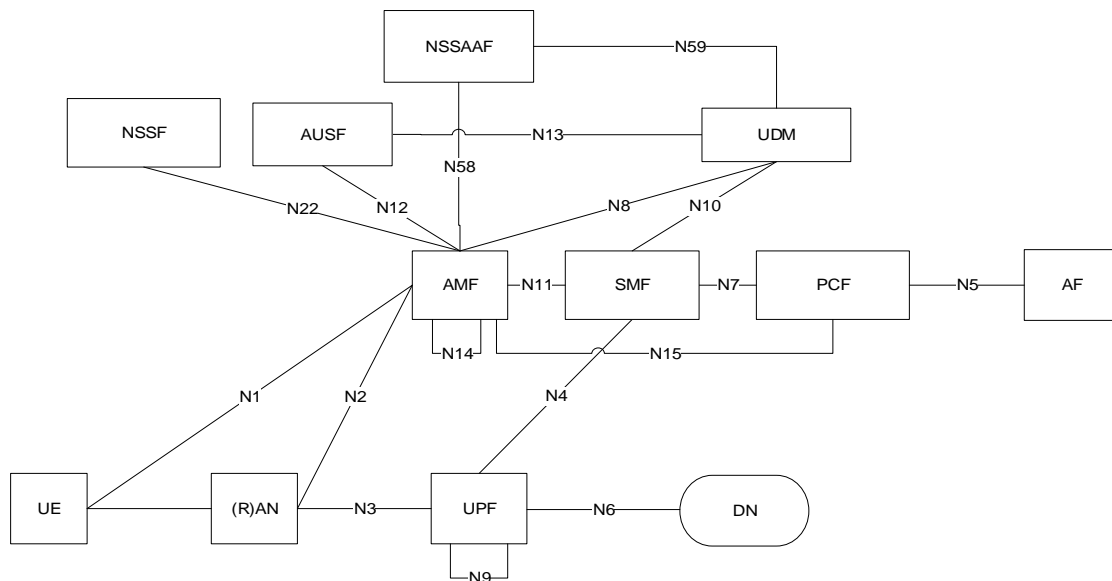 NSSAAF
N59
NSSF
AUSF
N13
UDM
N58
N22
N12
N8
N10
AMF
N11
SMF
N7
PCF
N5
AF
N14
N15
N1
N2
N4
UE
(R)AN
N3
UPF
N6
DN
N9